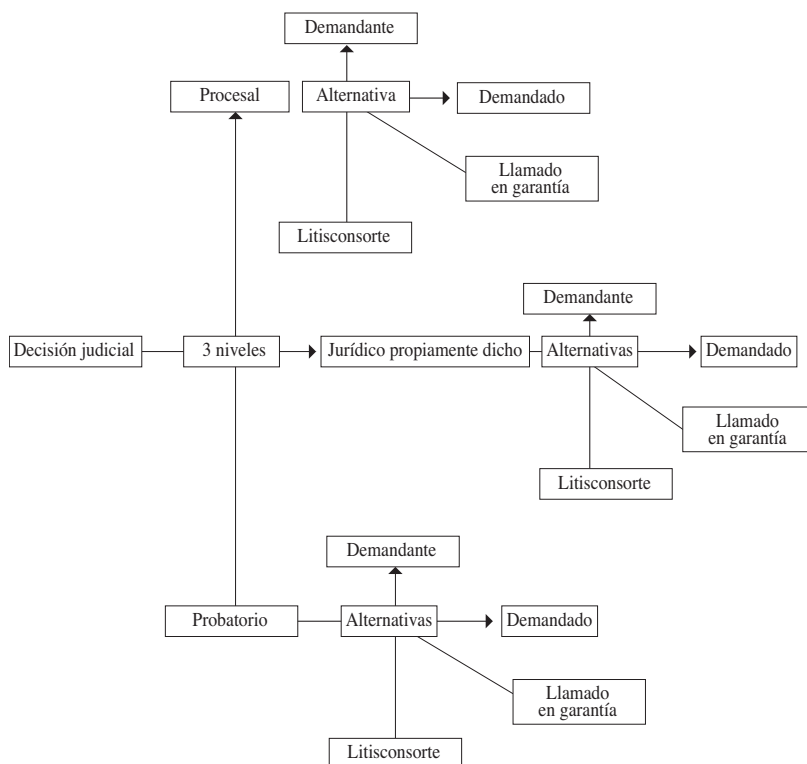 Demandante
Procesal
Alternativa
Demandado
Llamado
en garantía
Litisconsorte
Demandante
Decisión judicial
3 niveles
Jurídico propiamente dicho
Alternativas
Demandado
Llamado
en garantía
Litisconsorte
Demandante
Probatorio
Alternativas
Demandado
Llamado
en garantía
Litisconsorte